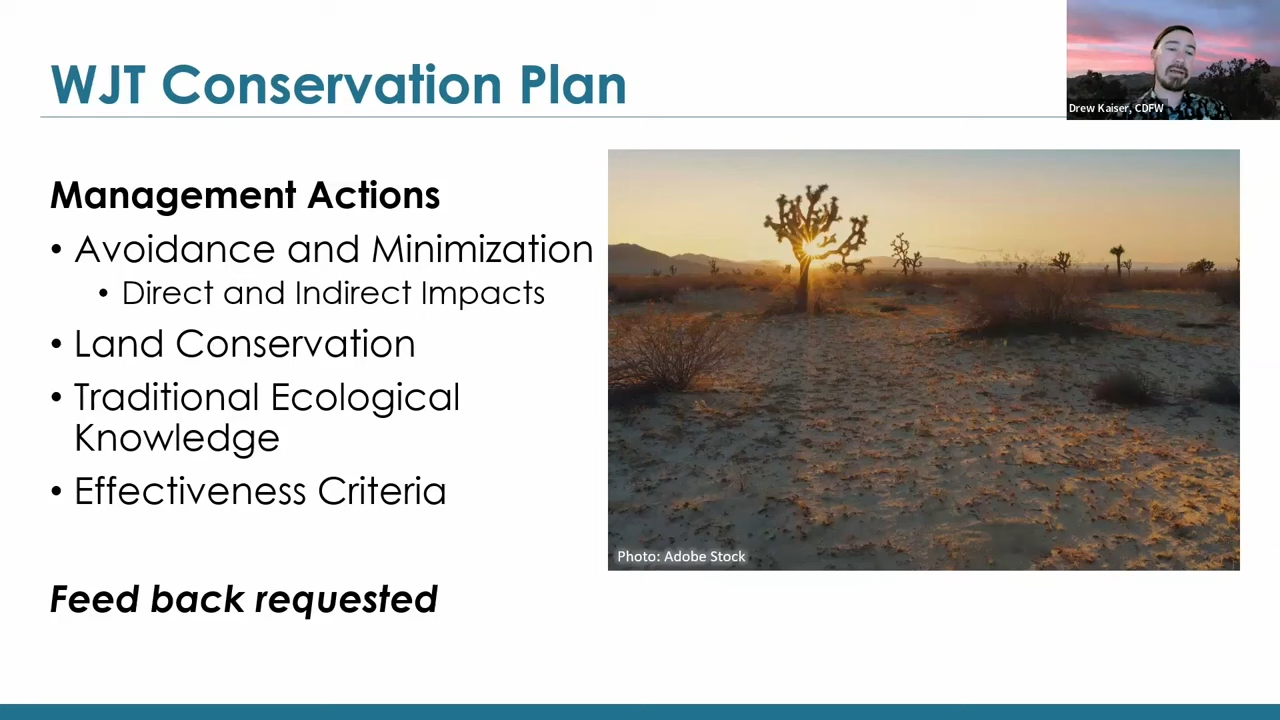 WJT Conservation Plan
Drew Kaiser, CDFW
Management Actions
• Avoidance and Minimization
• Direct and Indirect Impacts
• Land Conservation
• Traditional Ecological
Knowledge
• Effectiveness Criteria
Photo: Adobe Stock
Feed back requested